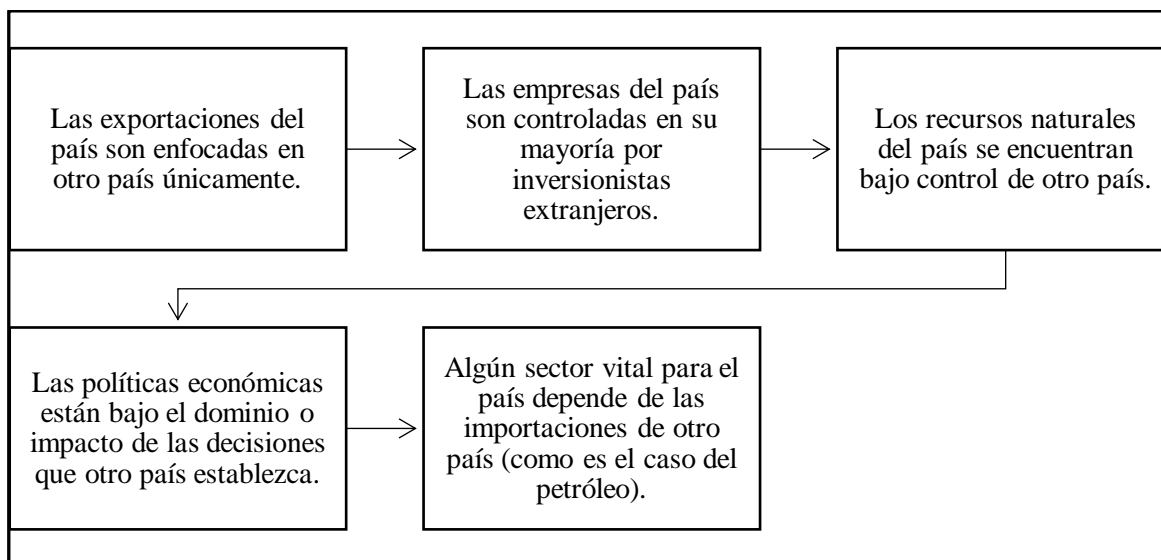 Las exportaciones del
país son enfocadas en
otro país únicamente.
Las empresas del país
son controladas en su
mayoría por
inversionistas
extranjeros.
Los recursos naturales
del país se encuentran
bajo control de otro país.
Las políticas económicas
están bajo el dominio o
impacto de las decisiones
que otro país establezca.
Algún sector vital para el
país depende de las
importaciones de otro
país (como es el caso del
petróleo).